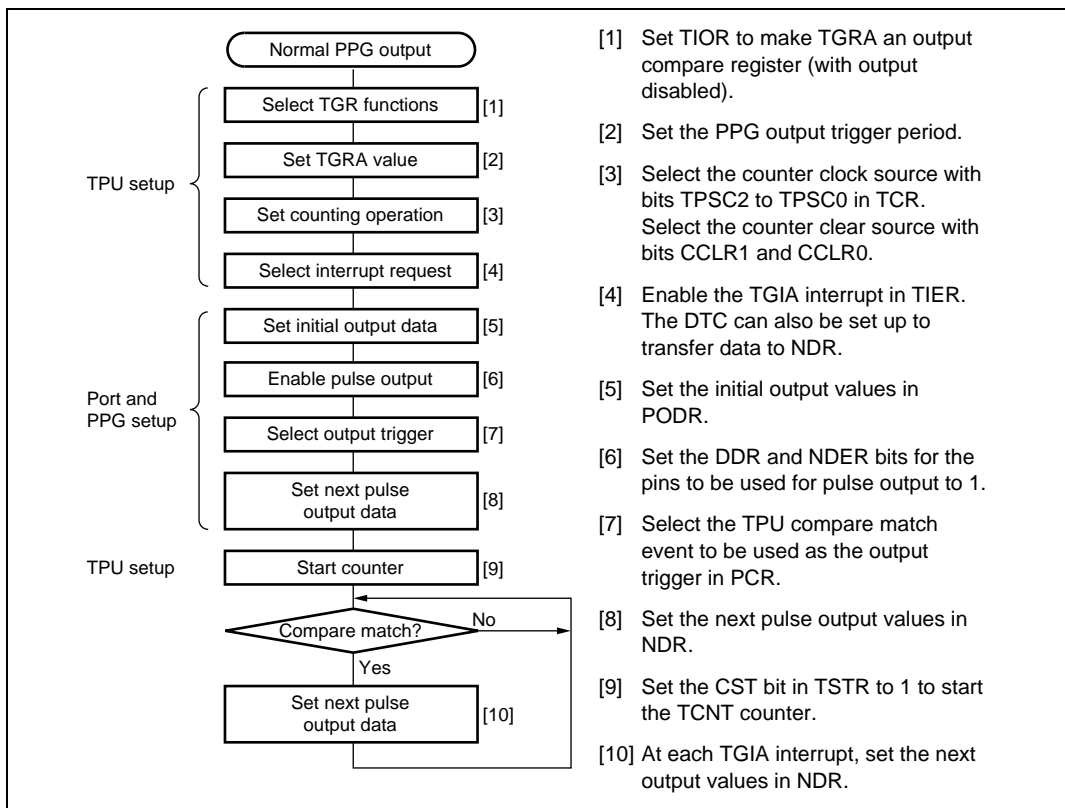 Normal PPG output
Select TGR functions
[1]
Set TGRA value
[2]
TPU setup
Set counting operation
[3]
Select interrupt request
[4]
Set initial output data
[5]
Enable pulse output
[6]
Port and
PPG setup
Select output trigger
[7]
Set next pulse
output data
[8]
TPU setup
Start counter
[9]
Compare match?
No
Yes
Set next pulse
output data
[10]
[1] Set TIOR to make TGRA an output
compare register (with output
disabled).
[2] Set the PPG output trigger period.
[3] Select the counter clock source with
bits TPSC2 to TPSC0 in TCR.
Select the counter clear source with
bits CCLR1 and CCLR0.
[4] Enable the TGIA interrupt in TIER.
The DTC can also be set up to
transfer data to NDR.
[5] Set the initial output values in
PODR.
[6] Set the DDR and NDER bits for the
pins to be used for pulse output to 1.
[7] Select the TPU compare match
event to be used as the output
trigger in PCR.
[8] Set the next pulse output values in
NDR.
[9] Set the CST bit in TSTR to 1 to start
the TCNT counter.
[10] At each TGIA interrupt, set the next
output values in NDR.